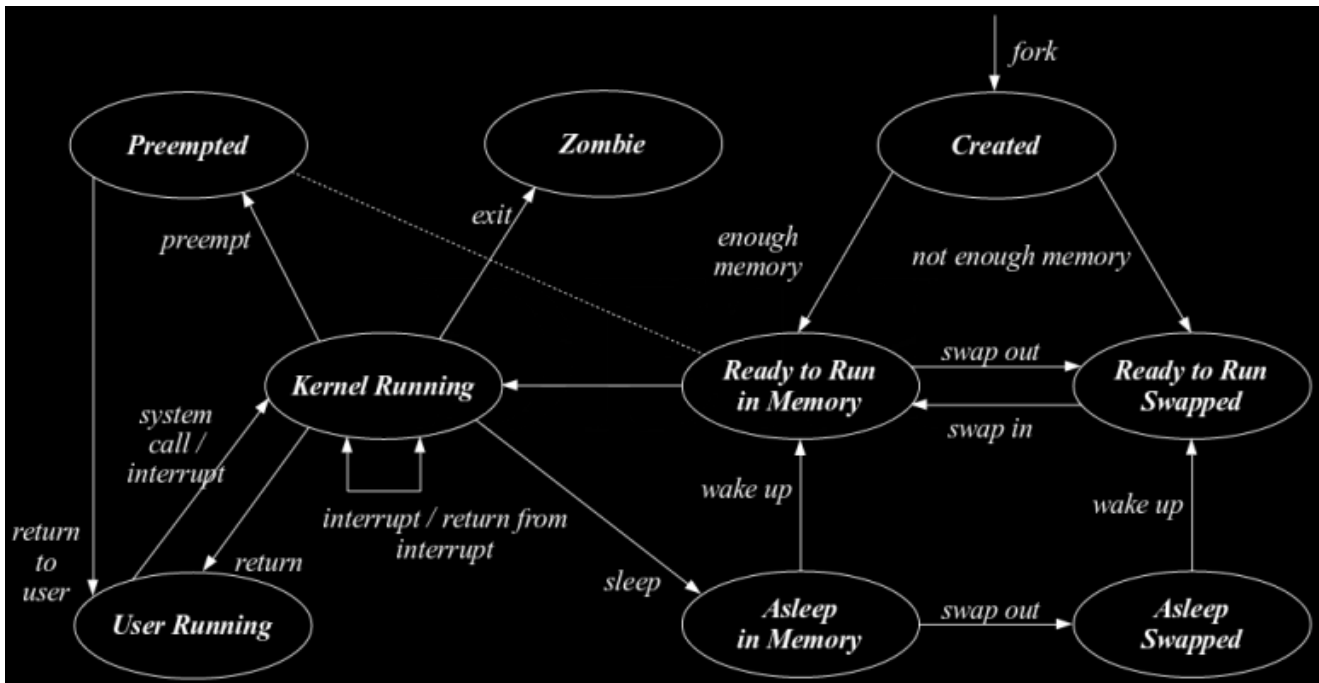 fork
Preempted
Zombie
Created
preempt
exit
enough
memory
not enough memory
Kernel Running
Ready to Run
in Memory
swap out
swap in
Ready to Run
Swapped
system
call /
interrupt
interrupt / return from
interrupt
wake up
wake up
return
to
user
return
sleep
User Running
Asleep
in Memory
swap out
Asleep
Swapped